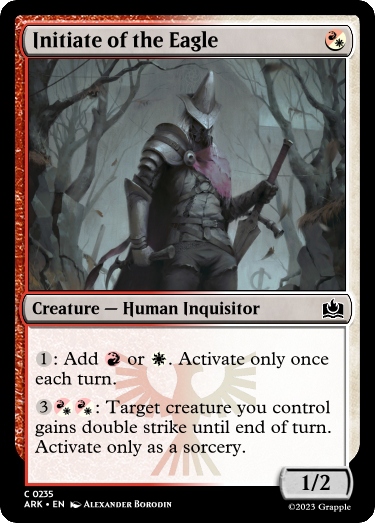 Initiate of the Eagle
Creature — Human Inquisitor
1: Add or . Activate only once
each turn.
3 : Target creature you control
gains double strike until end of turn.
Activate only as a sorcery.
1/2
C 0235
ARK • EN Alexander Borodin
©2023 Grapple